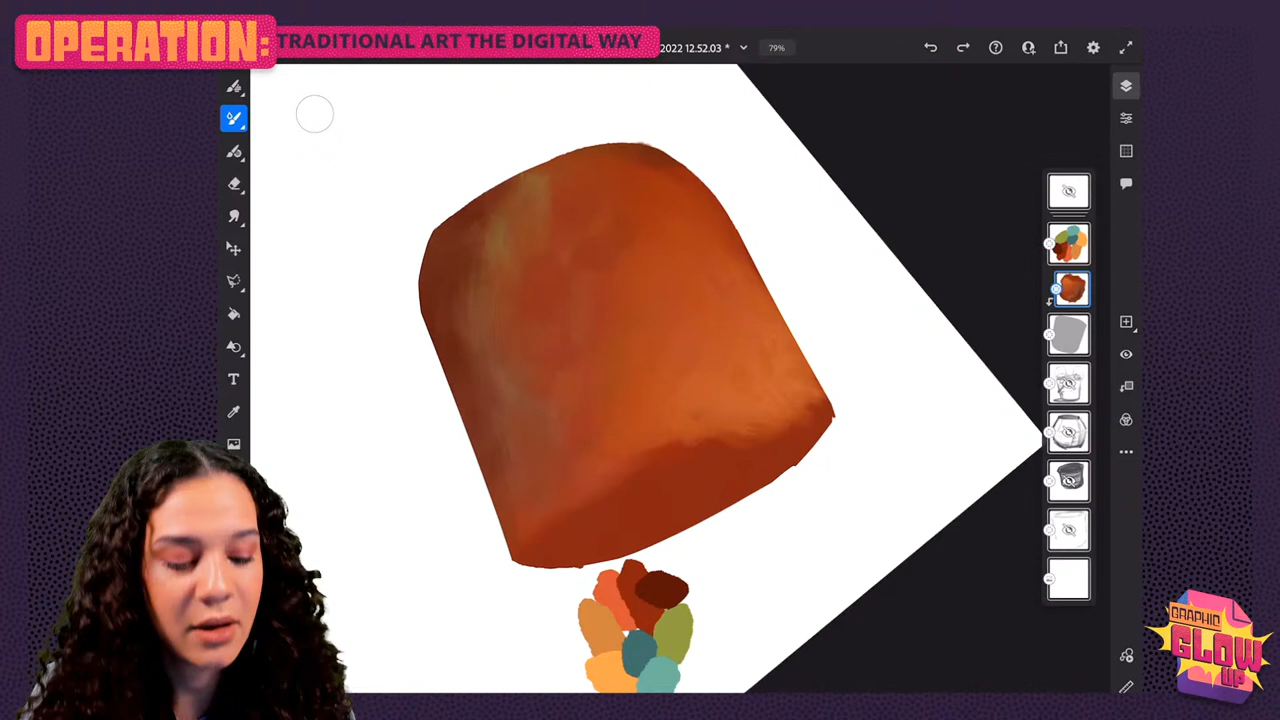 OPERATION:
TRADITIONAL ART THE DIGITAL WAY
2022 12.52.03 *
79%
T
GRAPHIC
GLOW
UP